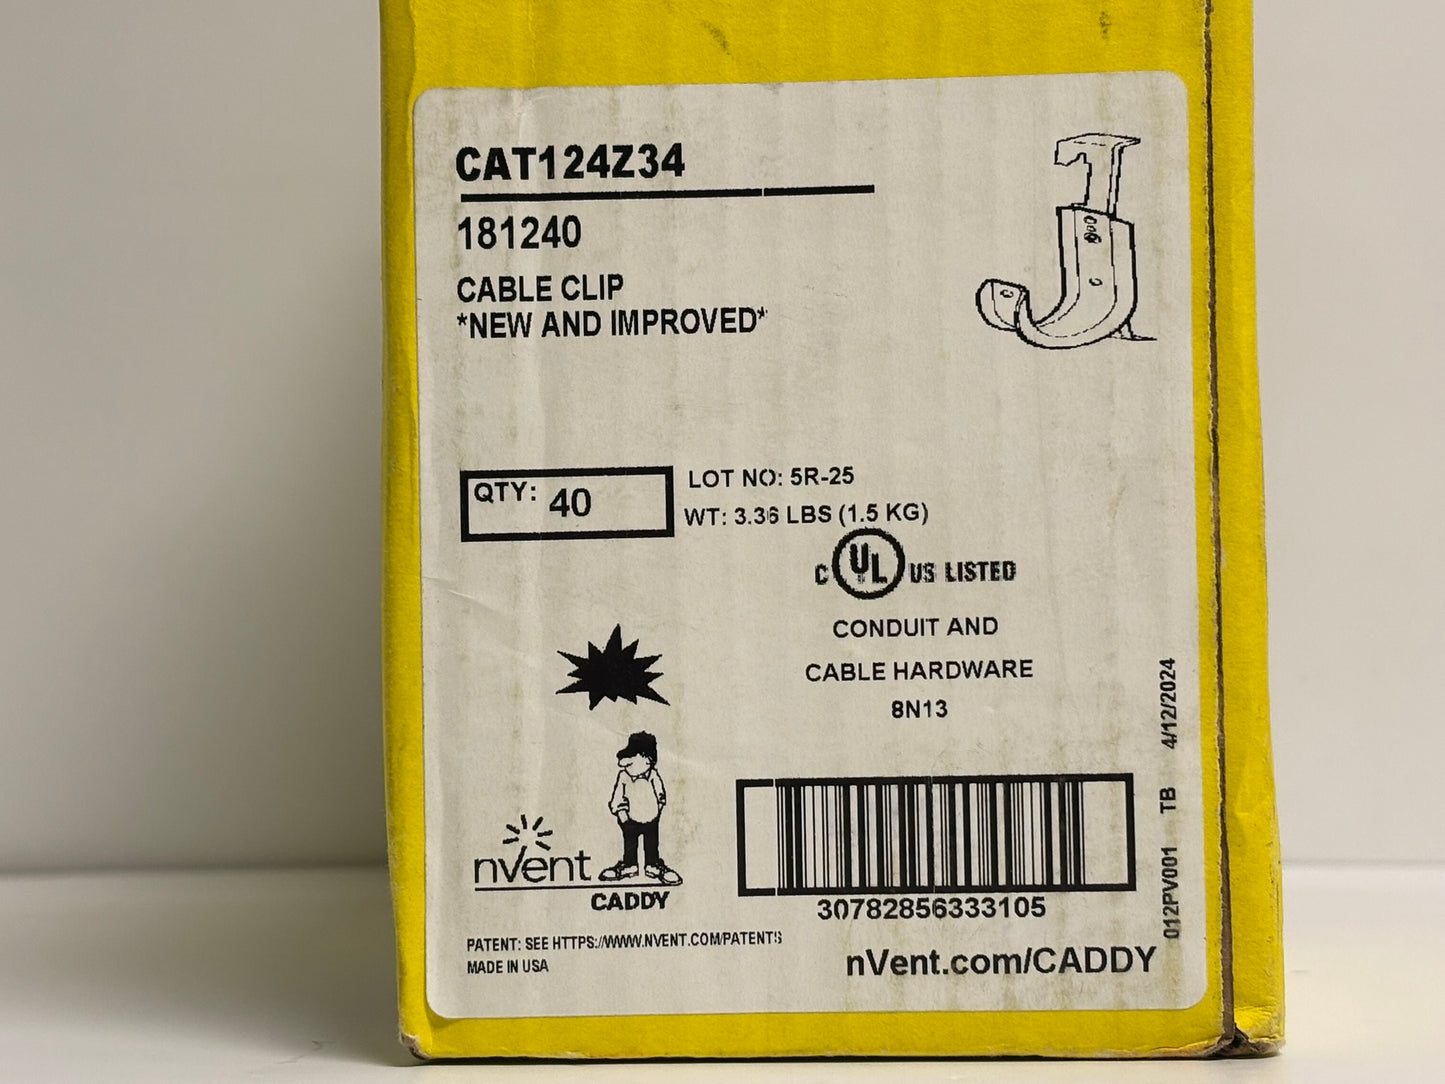 CAT124Z34
181240
CABLE CLIP
*NEW AND IMPROVED*
QTY: 40
LOT NO: 5R-25
WT: 3.36 LBS (1.5 KG)
C UL US LISTED
CONDUIT AND
CABLE HARDWARE
8N13
nVent
CADDY
30782856333105
PATENT: SEE HTTPS://WWW.NVENT.COM/PATENTS
MADE IN USA
nVent.com/CADDY
012PV001 TB 4/12/2024